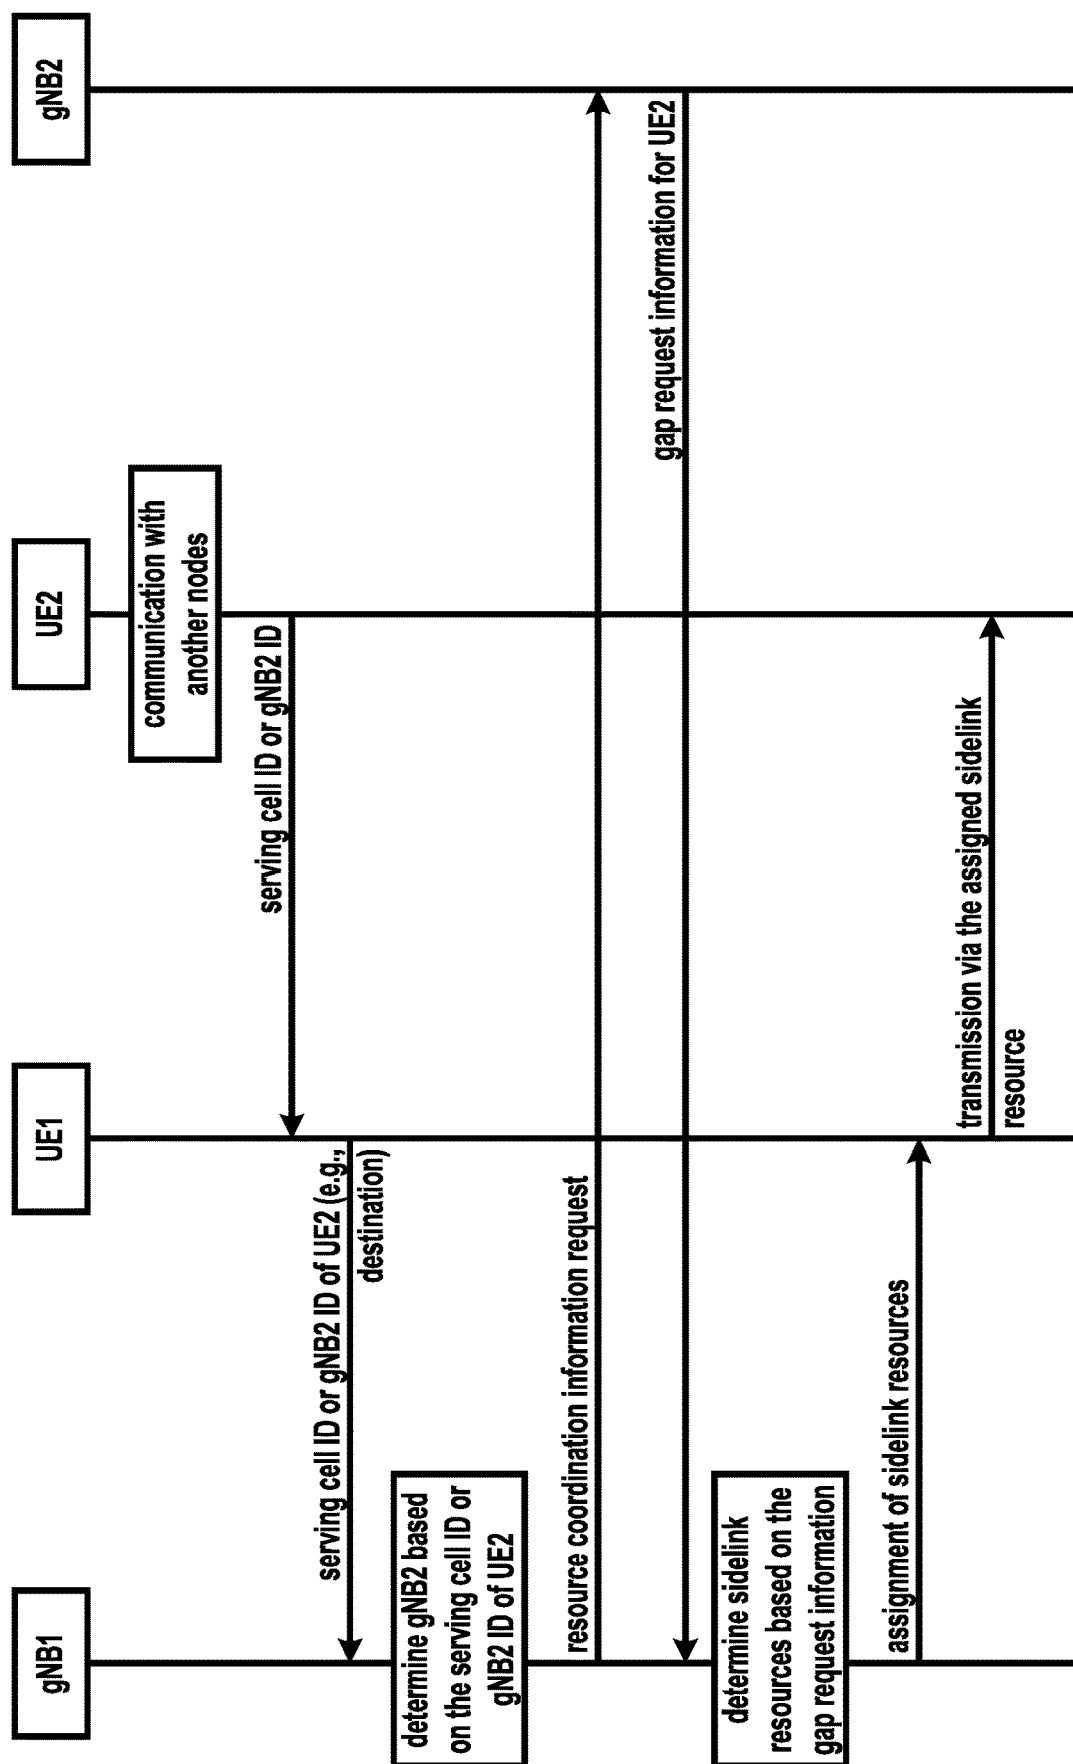 gNB1
UE1
UE2
gNB2
communication with
another nodes
serving cell ID or gNB2 ID
serving cell ID or gNB2 ID of UE2 (e.g.,
destination)
determine gNB2 based
on the serving cell ID or
gNB2 ID of UE2
resource coordination information request
gap request information for UE2
determine sidelink
resources based on the
gap request information
assignment of sidelink resources
transmission via the assigned sidelink
resource